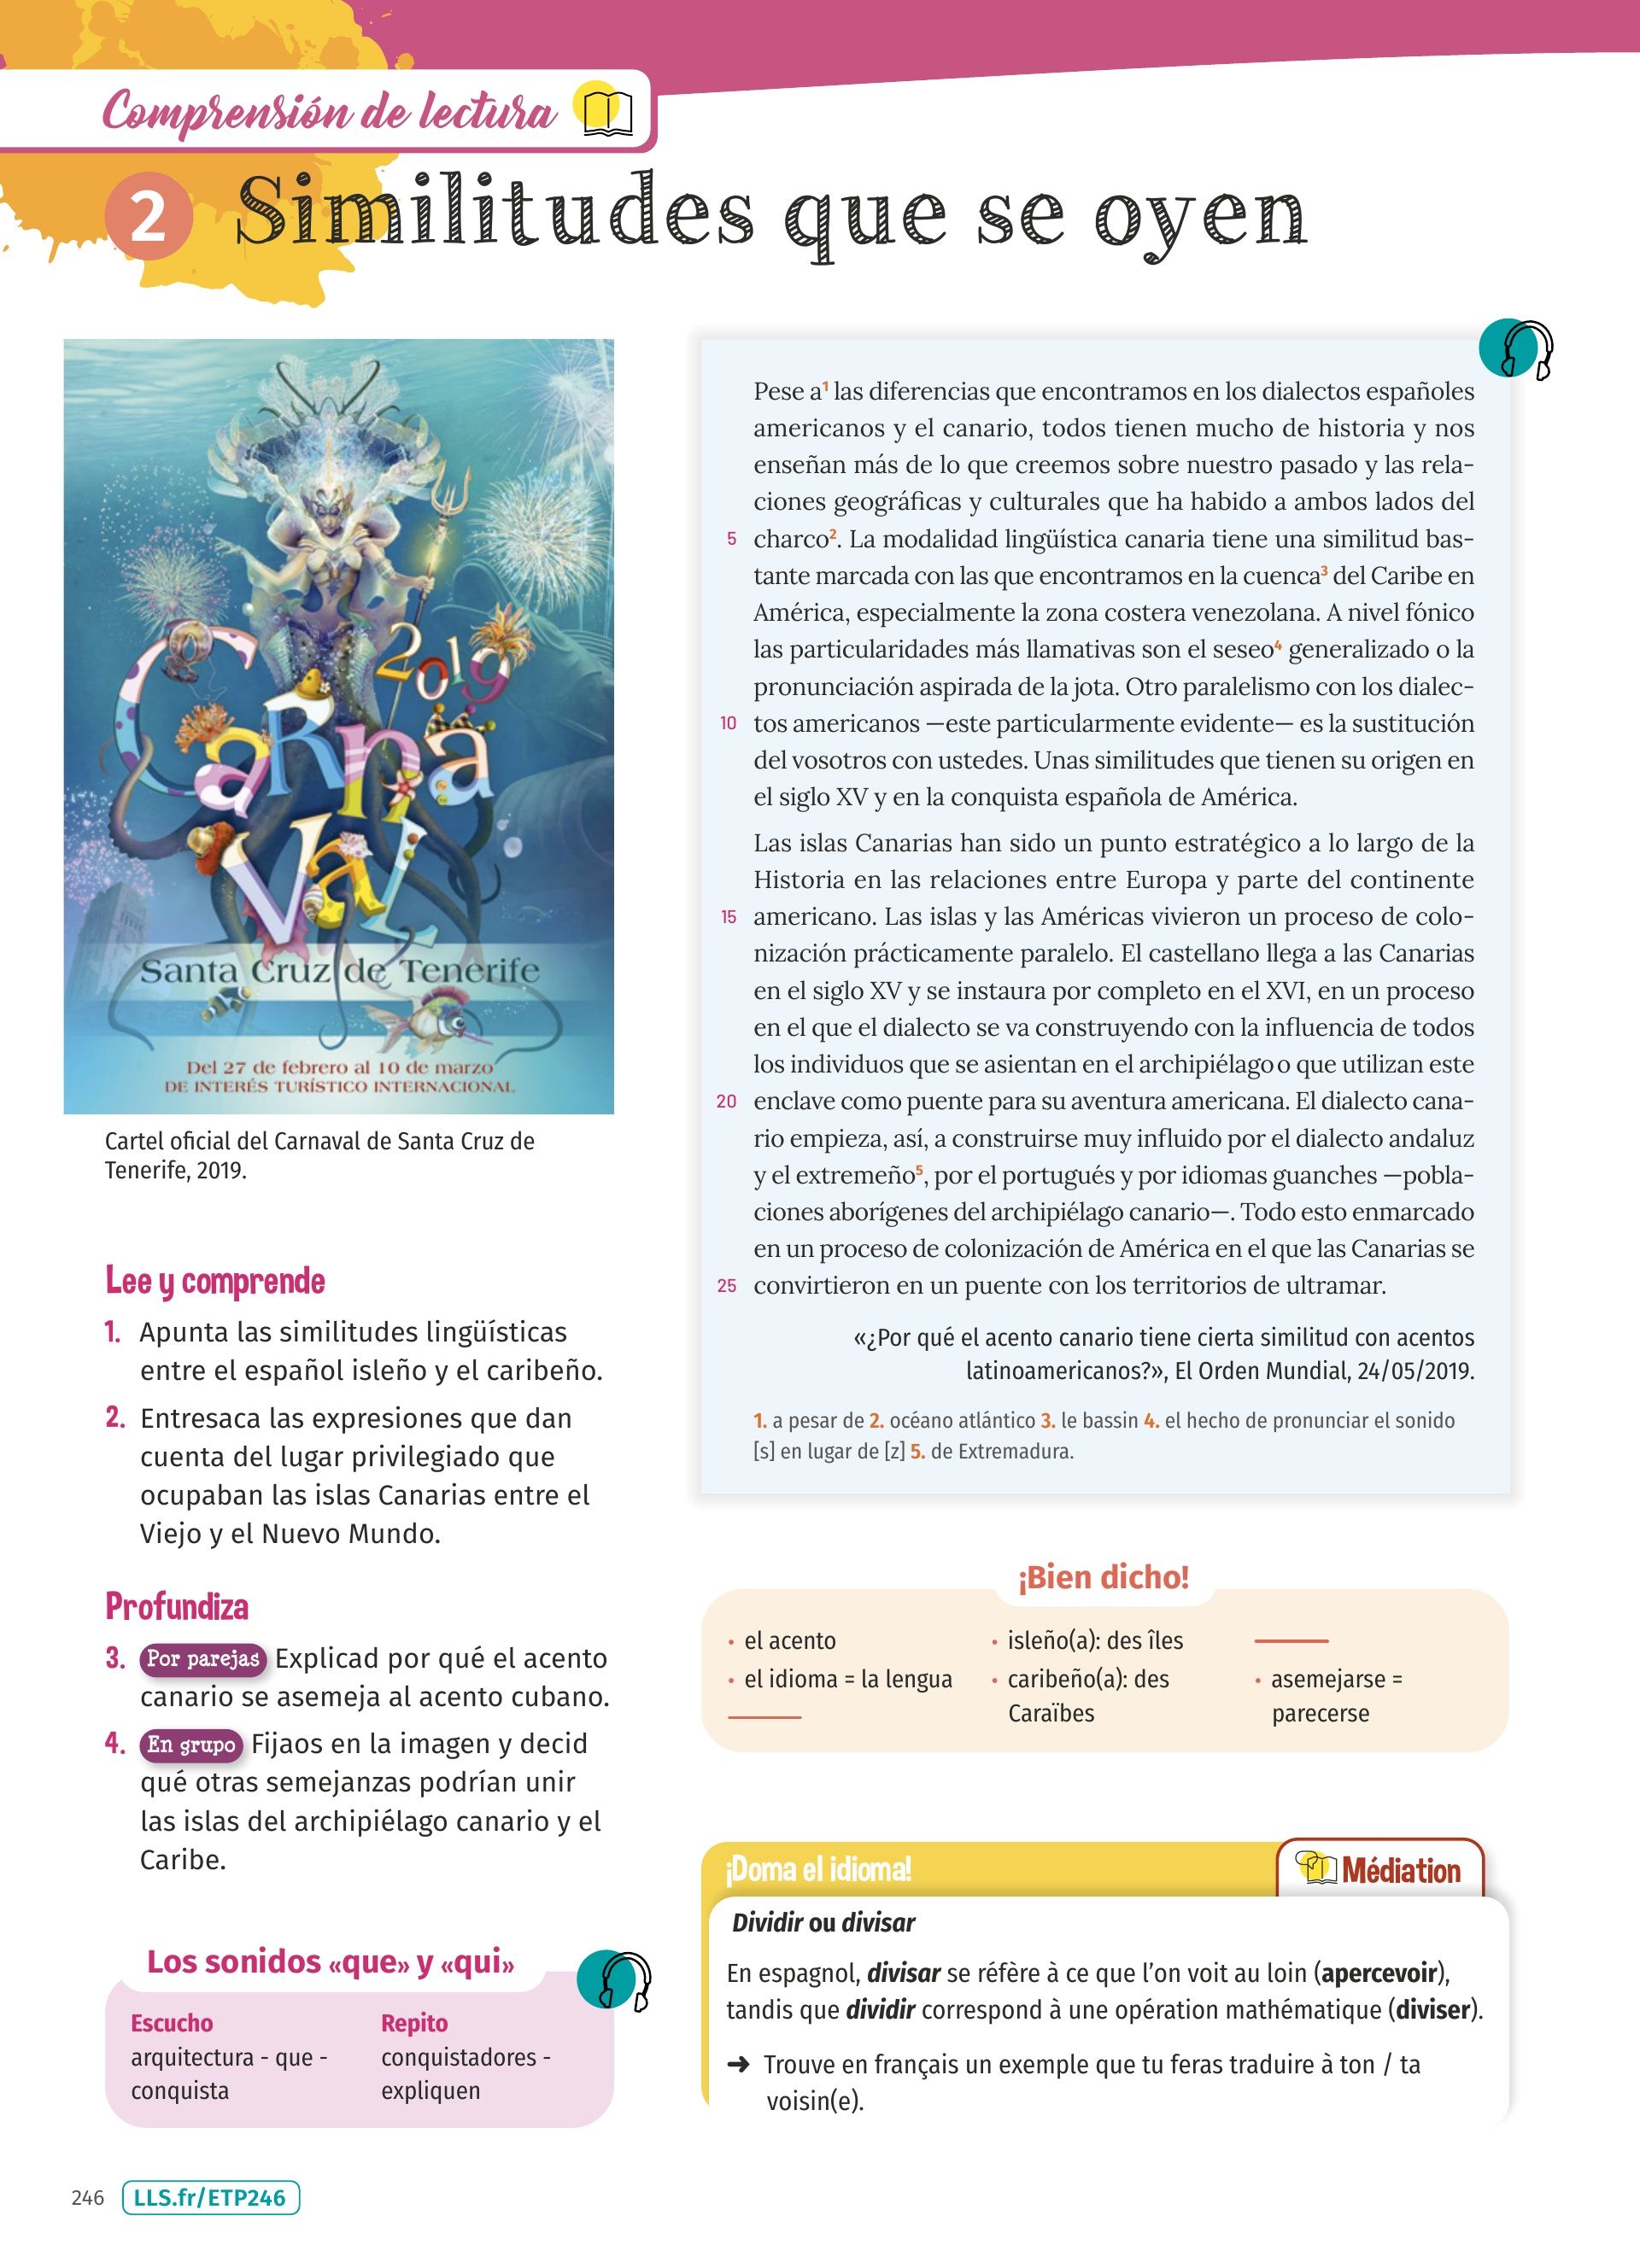 Comprensión de lectura
2 Similitudes que se oyen
2019
Carnaval
Santa Cruz de Tenerife
Del 27 de febrero al 10 de marzo
DE INTERÉS TURÍSTICO INTERNACIONAL
Cartel oficial del Carnaval de Santa Cruz de
Tenerife, 2019.
Lee y comprende
1. Apunta las similitudes lingüísticas
entre el español isleño y el caribeño.
2. Entresaca las expresiones que dan
cuenta del lugar privilegiado que
ocupaban las islas Canarias entre el
Viejo y el Nuevo Mundo.
Profundiza
3. Por parejas Explicad por qué el acento
canario se asemeja al acento cubano.
4. En grupo Fijaos en la imagen y decid
qué otras semejanzas podrían unir
las islas del archipiélago canario y el
Caribe.
Los sonidos «que» y «qui»
Escucho
arquitectura - que -
conquista
Repito
conquistadores -
expliquen
Pese a¹ las diferencias que encontramos en los dialectos españoles
americanos y el canario, todos tienen mucho de historia y nos
enseñan más de lo que creemos sobre nuestro pasado y las rela-
ciones geográficas y culturales que ha habido a ambos lados del
5 charco². La modalidad lingüística canaria tiene una similitud bas-
tante marcada con las que encontramos en la cuenca³ del Caribe en
América, especialmente la zona costera venezolana. A nivel fónico
las particularidades más llamativas son el seseo⁴ generalizado o la
pronunciación aspirada de la jota. Otro paralelismo con los dialec-
10 tos americanos —este particularmente evidente— es la sustitución
del vosotros con ustedes. Unas similitudes que tienen su origen en
el siglo XV y en la conquista española de América.
Las islas Canarias han sido un punto estratégico a lo largo de la
Historia en las relaciones entre Europa y parte del continente
15 americano. Las islas y las Américas vivieron un proceso de colo-
nización prácticamente paralelo. El castellano llega a las Canarias
en el siglo XV y se instaura por completo en el XVI, en un proceso
en el que el dialecto se va construyendo con la influencia de todos
los individuos que se asientan en el archipiélago o que utilizan este
20 enclave como puente para su aventura americana. El dialecto cana-
rio empieza, así, a construirse muy influido por el dialecto andaluz
y el extremeño⁵, por el portugués y por idiomas guanches —pobla-
ciones aborígenes del archipiélago canario—. Todo esto enmarcado
en un proceso de colonización de América en el que las Canarias se
25 convirtieron en un puente con los territorios de ultramar.
«¿Por qué el acento canario tiene cierta similitud con acentos
latinoamericanos?», El Orden Mundial, 24/05/2019.
1. a pesar de 2. océano atlántico 3. le bassin 4. el hecho de pronunciar el sonido
[s] en lugar de [z] 5. de Extremadura.
¡Bien dicho!
• el acento
• el idioma = la lengua
• isleño(a): des îles
• caribeño(a): des
Caraïbes
• asemejarse =
parecerse
¡Doma el idioma!
Médiation
Dividir ou divisar
En espagnol, divisar se réfère à ce que l'on voit au loin (apercevoir),
tandis que dividir correspond à une opération mathématique (diviser).
➜ Trouve en français un exemple que tu feras traduire à ton / ta
voisin(e).
246 LLS.fr/ETP246